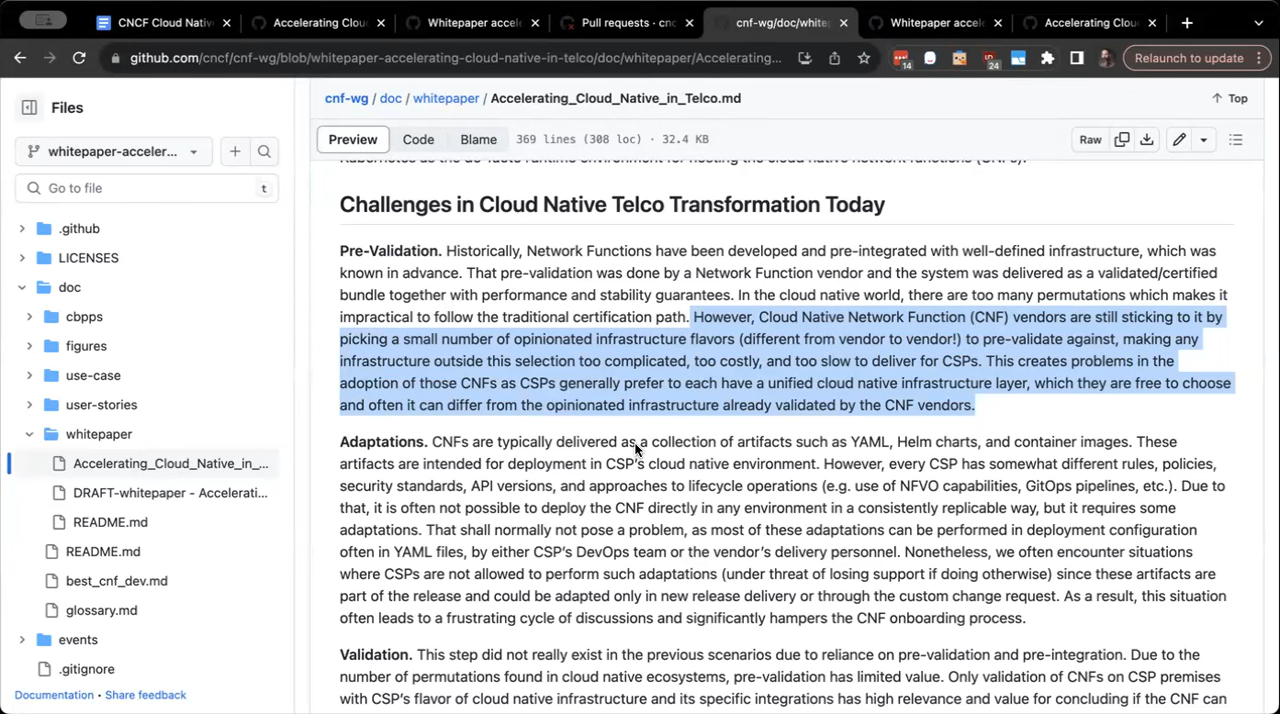 CNCF Cloud Nativ
Accelerating Clou
Whitepaper accel
Pull requests · cnc
cnf-wg/doc/white
Whitepaper accel
Accelerating Clou
github.com/cncf/cnf-wg/blob/whitepaper-accelerating-cloud-native-in-telco/doc/whitepaper/Accelerating...
14
24
Relaunch to update
Files
whitepaper-acceler...
Go to file
t
.github
LICENSES
doc
cbpps
figures
use-case
user-stories
whitepaper
Accelerating_Cloud_Native_in_...
DRAFT-whitepaper - Accelerati...
README.md
README.md
best_cnf_dev.md
glossary.md
events
.gitignore
Documentation • Share feedback
cnf-wg / doc / whitepaper / Accelerating_Cloud_Native_in_Telco.md
Top
Preview
Code
Blame
369 lines (308 loc) · 32.4 KB
Raw
Kubernetes as the de-facto runtime environment for hosting the cloud native network functions (CNFs).
Challenges in Cloud Native Telco Transformation Today
Pre-Validation. Historically, Network Functions have been developed and pre-integrated with well-defined infrastructure, which was
known in advance. That pre-validation was done by a Network Function vendor and the system was delivered as a validated/certified
bundle together with performance and stability guarantees. In the cloud native world, there are too many permutations which makes it
impractical to follow the traditional certification path. However, Cloud Native Network Function (CNF) vendors are still sticking to it by
picking a small number of opinionated infrastructure flavors (different from vendor to vendor!) to pre-validate against, making any
infrastructure outside this selection too complicated, too costly, and too slow to deliver for CSPs. This creates problems in the
adoption of those CNFs as CSPs generally prefer to each have a unified cloud native infrastructure layer, which they are free to choose
and often it can differ from the opinionated infrastructure already validated by the CNF vendors.
Adaptations. CNFs are typically delivered as a collection of artifacts such as YAML, Helm charts, and container images. These
artifacts are intended for deployment in CSP's cloud native environment. However, every CSP has somewhat different rules, policies,
security standards, API versions, and approaches to lifecycle operations (e.g. use of NFVO capabilities, GitOps pipelines, etc.). Due to
that, it is often not possible to deploy the CNF directly in any environment in a consistently replicable way, but it requires some
adaptations. That shall normally not pose a problem, as most of these adaptations can be performed in deployment configuration
often in YAML files, by either CSP's DevOps team or the vendor's delivery personnel. Nonetheless, we often encounter situations
where CSPs are not allowed to perform such adaptations (under threat of losing support if doing otherwise) since these artifacts are
part of the release and could be adapted only in new release delivery or through the custom change request. As a result, this situation
often leads to a frustrating cycle of discussions and significantly hampers the CNF onboarding process.
Validation. This step did not really exist in the previous scenarios due to reliance on pre-validation and pre-integration. Due to the
number of permutations found in cloud native ecosystems, pre-validation has limited value. Only validation of CNFs on CSP premises
with CSP's flavor of cloud native infrastructure and its specific integrations has high relevance and value for concluding if the CNF can